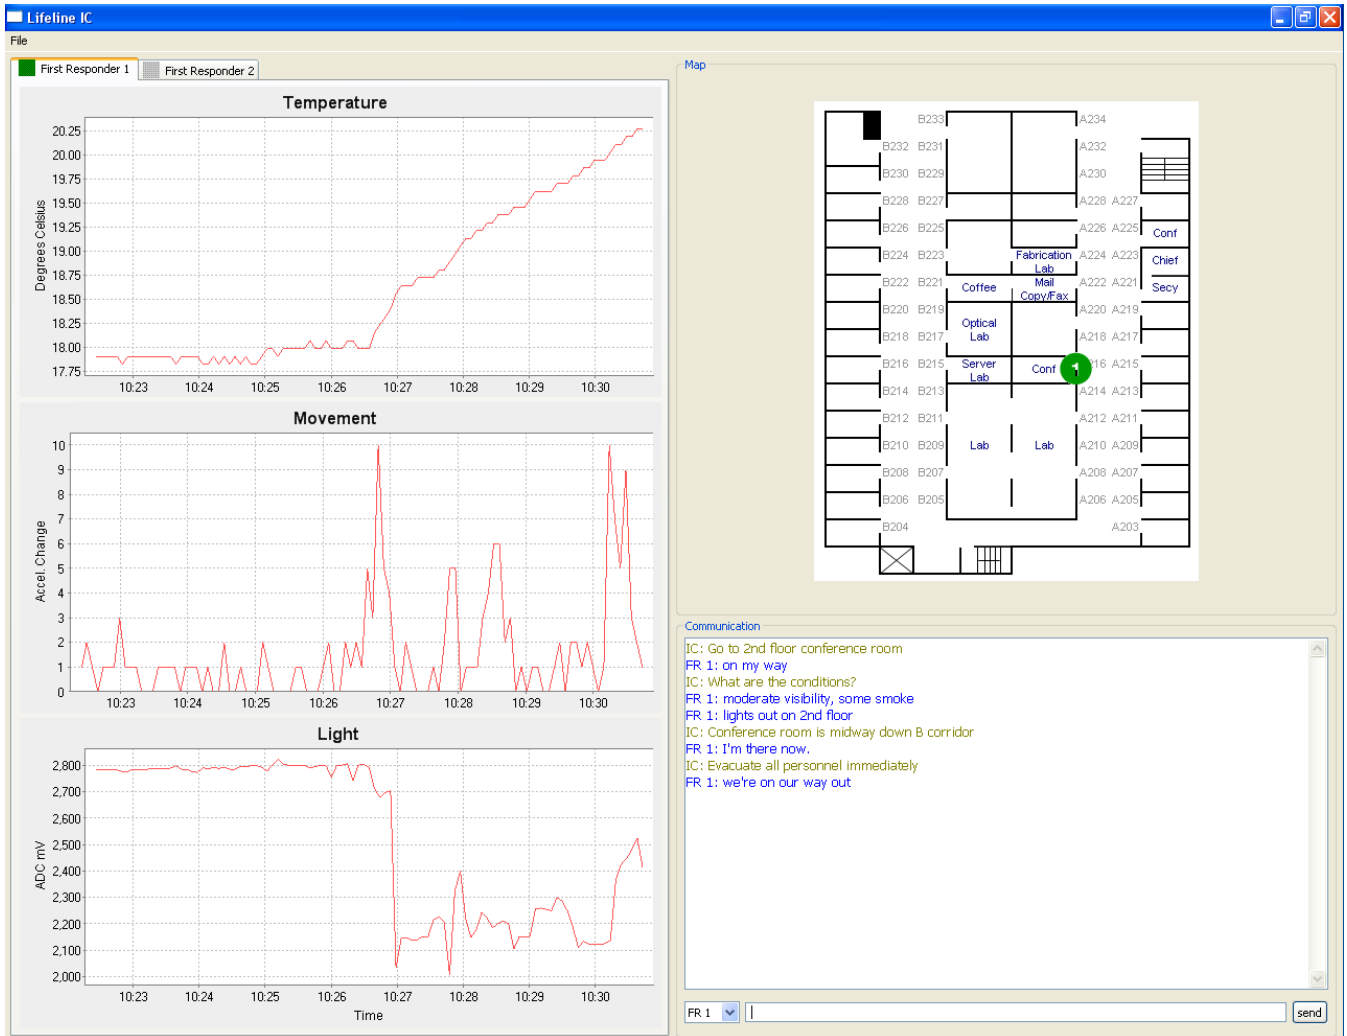 Lifeline IC
File
First Responder 1
First Responder 2
Temperature
Degrees Celsius
20.25
20.00
19.75
19.50
19.25
19.00
18.75
18.50
18.25
18.00
17.75
10:23 10:24 10:25 10:26 10:27 10:28 10:29 10:30
Movement
Accel. Change
10
9
8
7
6
5
4
3
2
1
0
10:23 10:24 10:25 10:26 10:27 10:28 10:29 10:30
Light
ADC mV
2,800
2,700
2,600
2,500
2,400
2,300
2,200
2,100
2,000
10:23 10:24 10:25 10:26 10:27 10:28 10:29 10:30
Time
Map
B233 A234
B232 B231 A232
B230 B229 A230
B228 B227 A228 A227
B226 B225 A226 A225 Conf
B224 B223 Fabrication Lab A224 A223 Chief
B222 B221 Coffee Mail Copy/Fax A222 A221 Secy
B220 B219 A220 A219
B218 B217 Optical Lab A218 A217
B216 B215 Server Lab Conf 1 16 A215
B214 B213 A214 A213
B212 B211 A212 A211
B210 B209 Lab Lab A210 A209
B208 B207 A208 A207
B206 B205 A206 A205
B204 A203
Communication
IC: Go to 2nd floor conference room
FR 1: on my way
IC: What are the conditions?
FR 1: moderate visibility, some smoke
FR 1: lights out on 2nd floor
IC: Conference room is midway down B corridor
FR 1: I'm there now.
IC: Evacuate all personnel immediately
FR 1: we're on our way out
FR 1
send